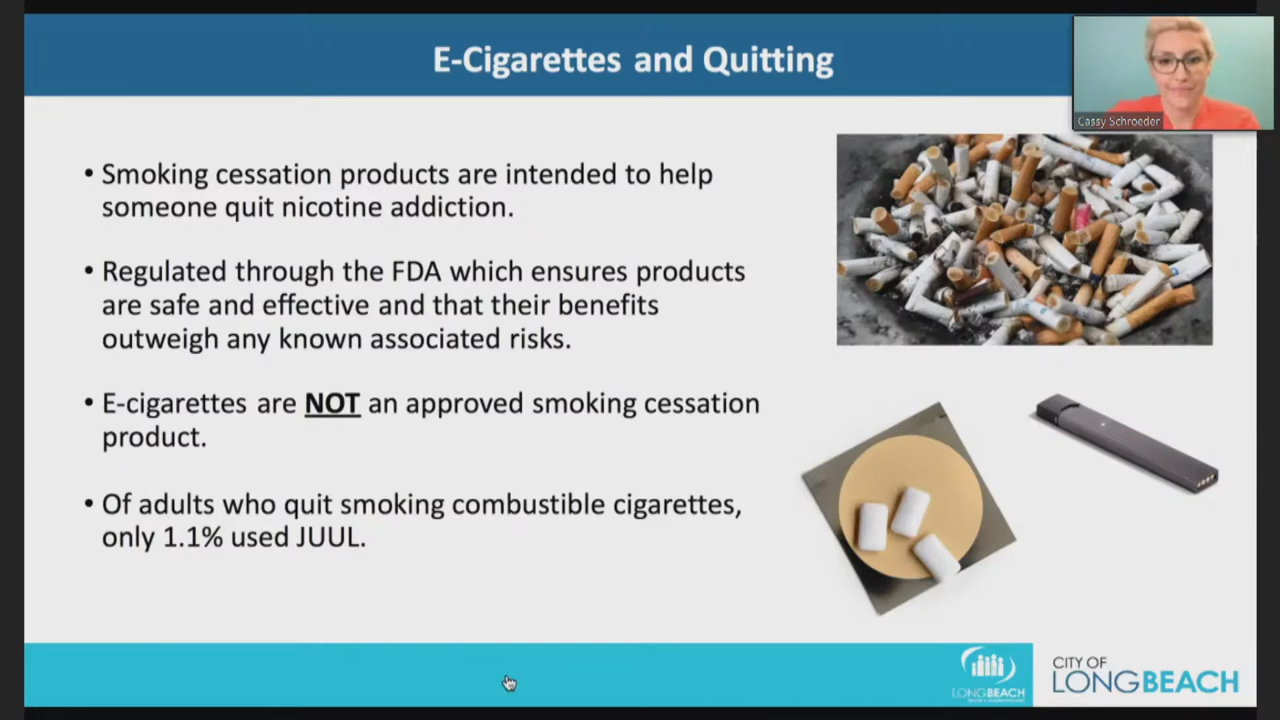 E-Cigarettes and Quitting
Cassy Schroeder
• Smoking cessation products are intended to help
someone quit nicotine addiction.
• Regulated through the FDA which ensures products
are safe and effective and that their benefits
outweigh any known associated risks.
• E-cigarettes are NOT an approved smoking cessation
product.
• Of adults who quit smoking combustible cigarettes,
only 1.1% used JUUL.
LONGBEACH
CITY OF
LONGBEACH